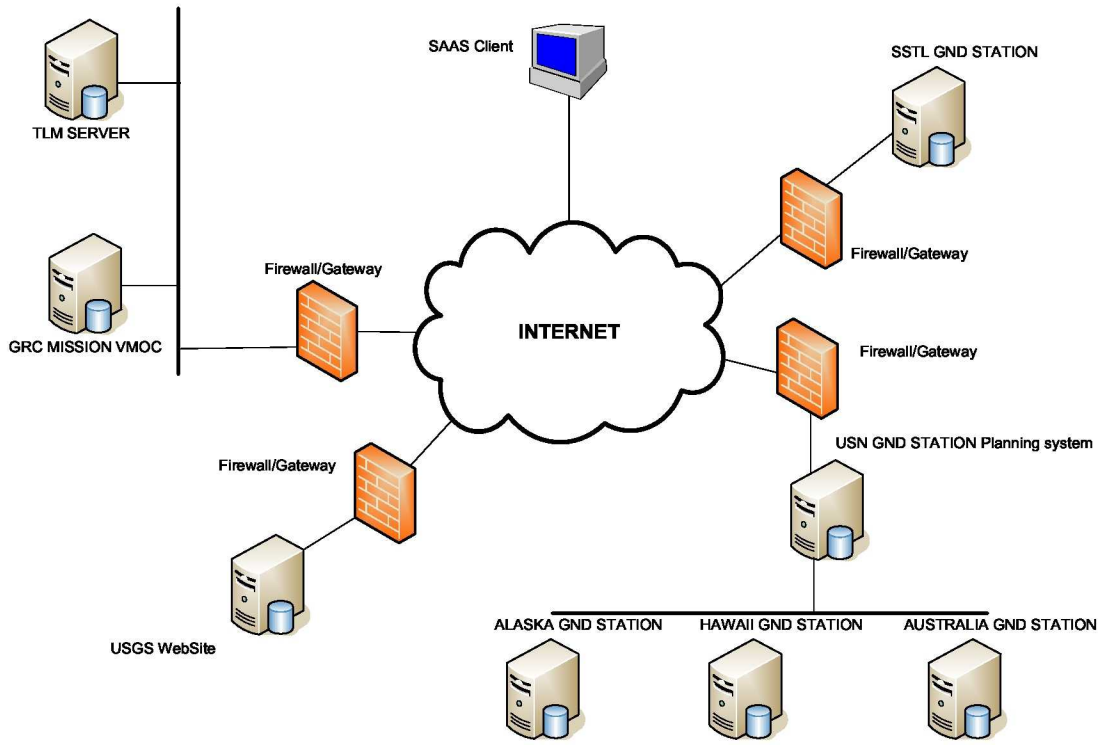 SAAS Client
SSTL GND STATION
TLM SERVER
Firewall/Gateway
Firewall/Gateway
INTERNET
GRC MISSION VMOC
Firewall/Gateway
Firewall/Gateway
USN GND STATION Planning system
USGS WebSite
ALASKA GND STATION
HAWAII GND STATION
AUSTRALIA GND STATION